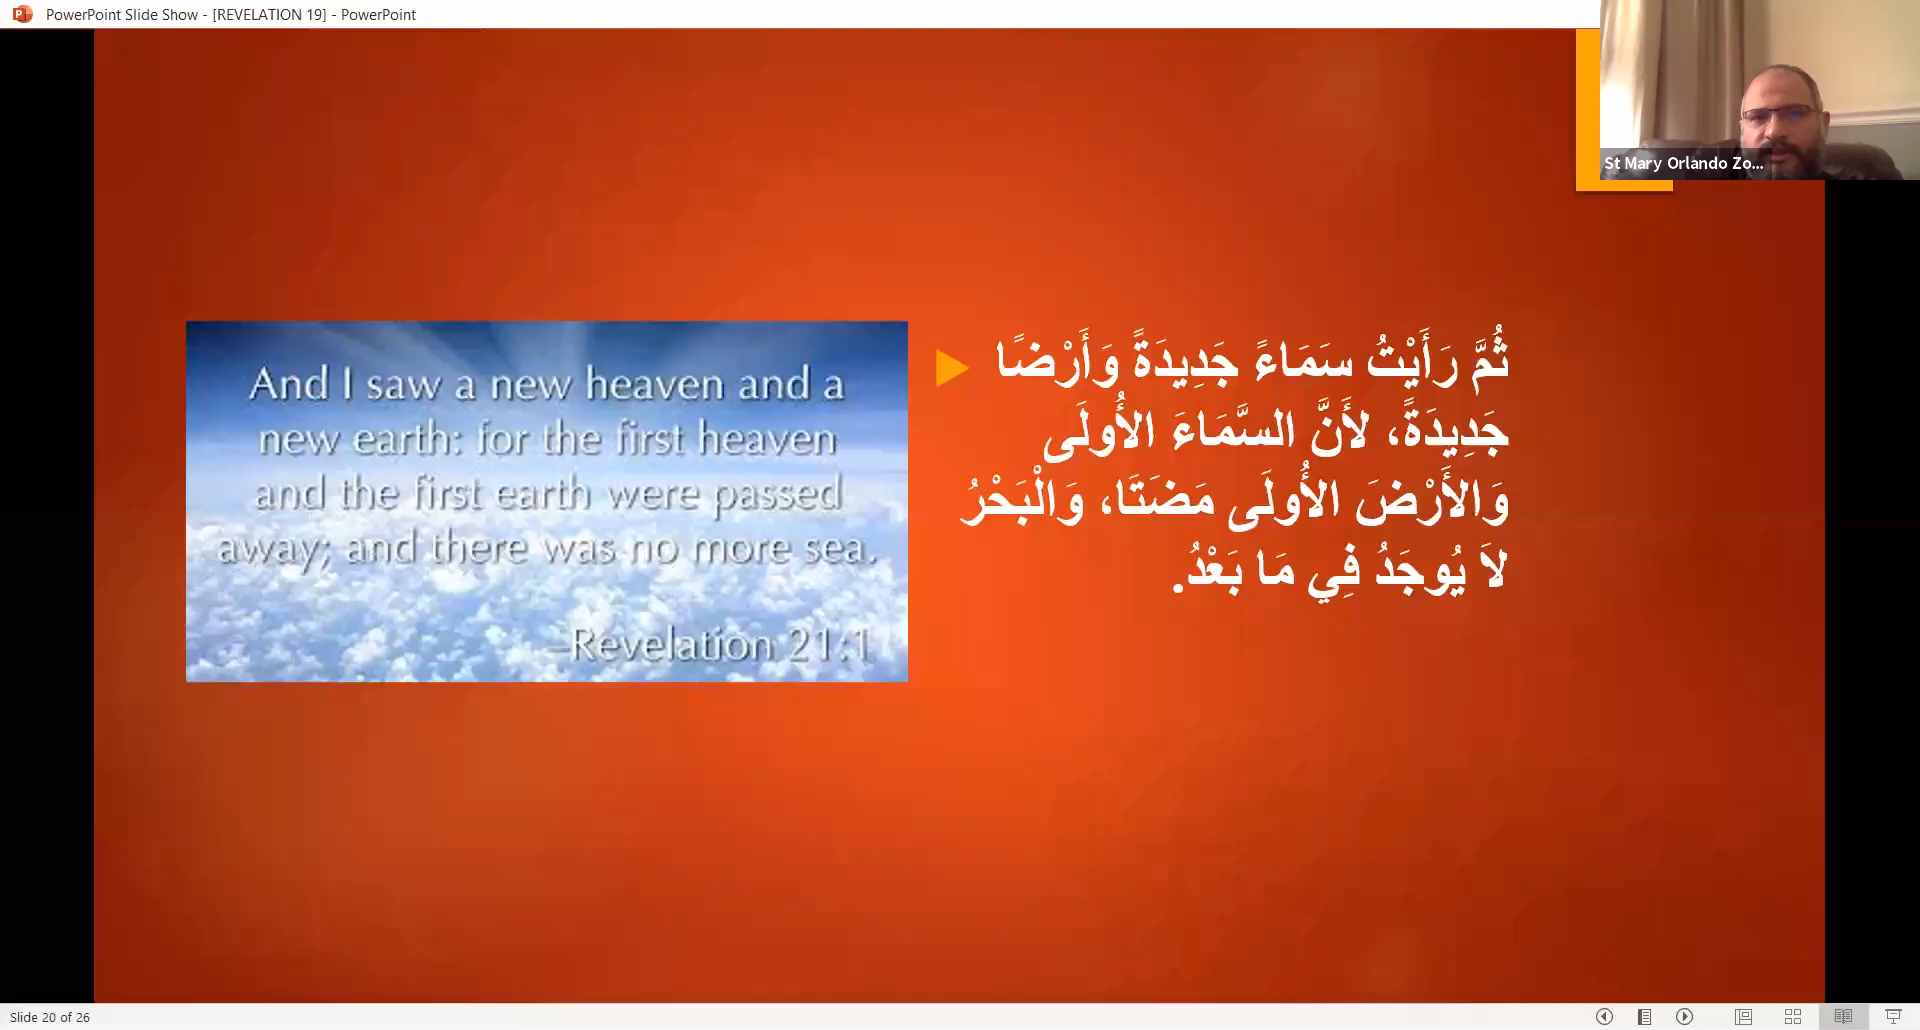 PowerPoint Slide Show - [REVELATION 19] - PowerPoint
St Mary Orlando Zo...
And I saw a new heaven and a
new earth: for the first heaven
and the first earth were passed
away; and there was no more sea.
–Revelation 21:1
ثُمَّ رَأَيْتُ سَمَاءً جَدِيدَةً وَأَرْضًا
جَدِيدَةً، لأَنَّ السَّمَاءَ الأُولَى
وَالأَرْضَ الأُولَى مَضَتَا، وَالْبَحْرُ
لاَ يُوجَدُ فِي مَا بَعْدُ.
Slide 20 of 26